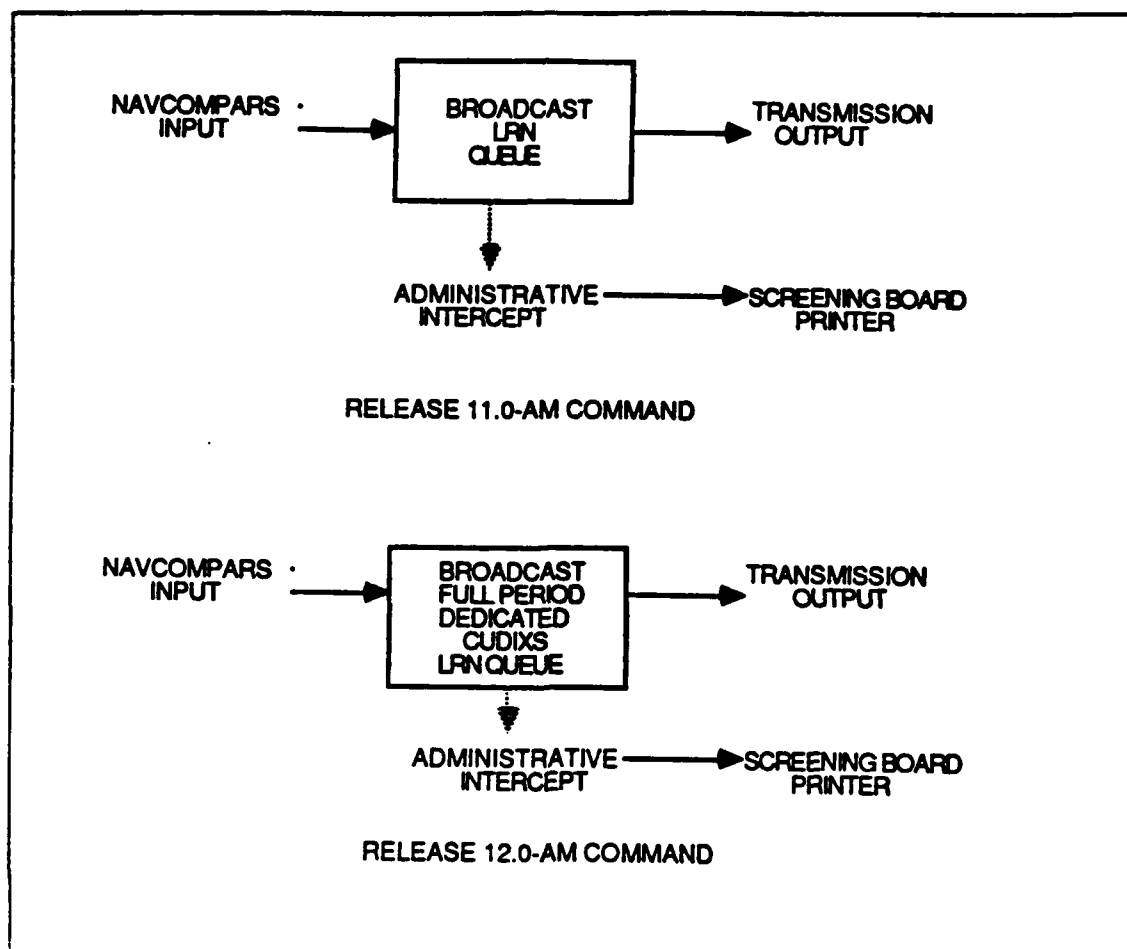 NAVCOMPARS
INPUT
BROADCAST
LRN
QUEUE
TRANSMISSION
OUTPUT
ADMINISTRATIVE
INTERCEPT
SCREENING BOARD
PRINTER
RELEASE 11.0-AM COMMAND
NAVCOMPARS
INPUT
BROADCAST
FULL PERIOD
DEDICATED
CUDIXS
LRN QUEUE
TRANSMISSION
OUTPUT
ADMINISTRATIVE
INTERCEPT
SCREENING BOARD
PRINTER
RELEASE 12.0-AM COMMAND